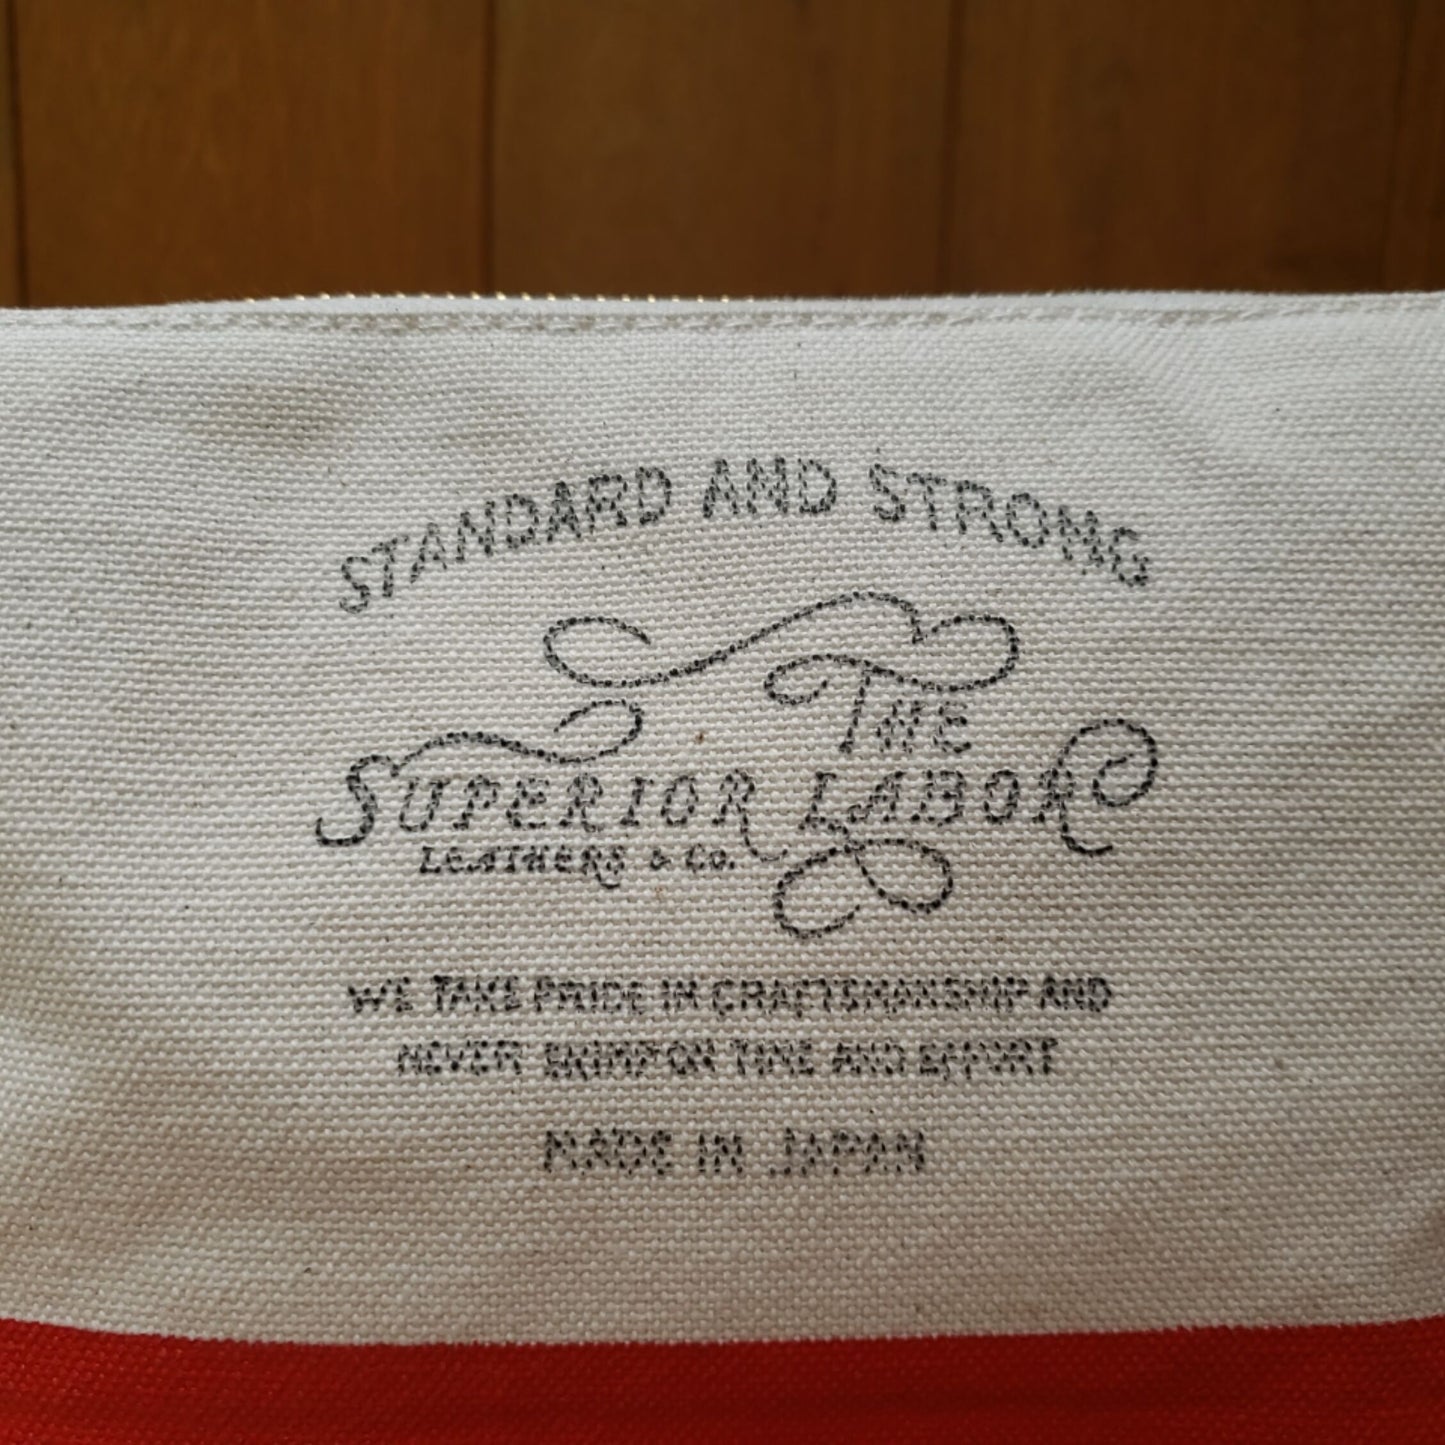 STANDARD AND STRONG
THE
SUPERIOR LABOR
LEATHERS & CO.
WE TAKE PRIDE IN CRAFTSMANSHIP AND
NEVER SKIMP ON TIME AND EFFORT
MADE IN JAPAN